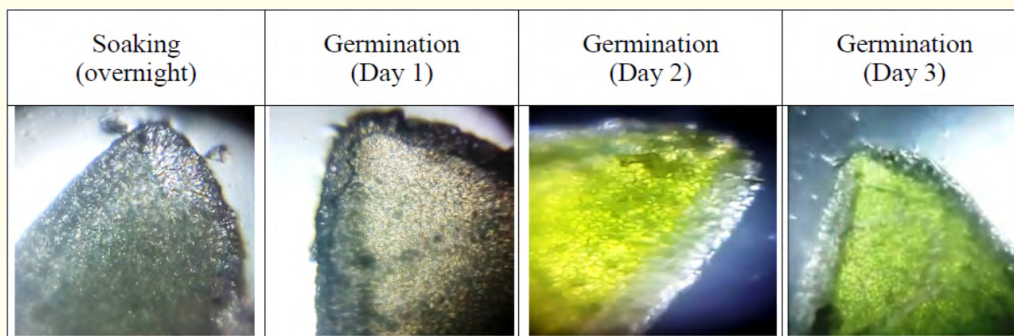 Soaking
(overnight)
Germination
(Day 1)
Germination
(Day 2)
Germination
(Day 3)